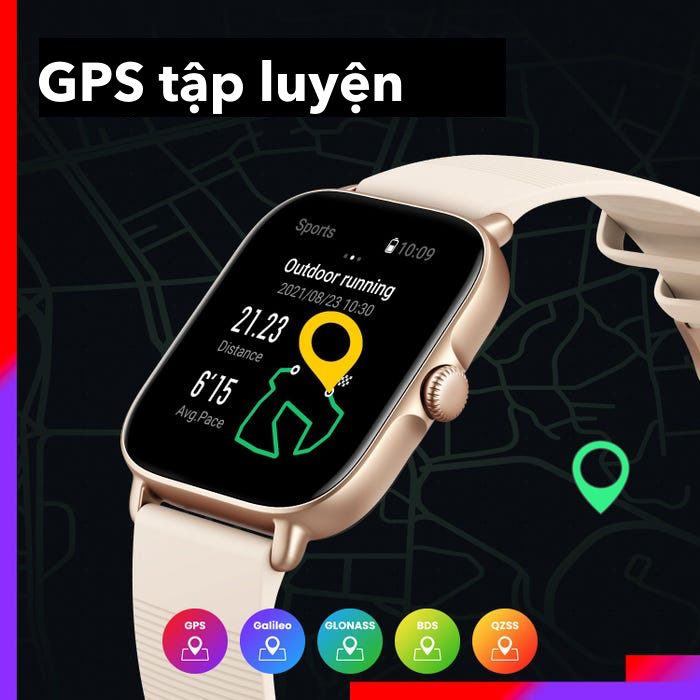 GPS tập luyện
Sports
10:09
Outdoor running
2021/08/23 10:30
21.23
Distance
6'15
Avg.Pace
GPS
Galileo
GLONASS
BDS
QZSS